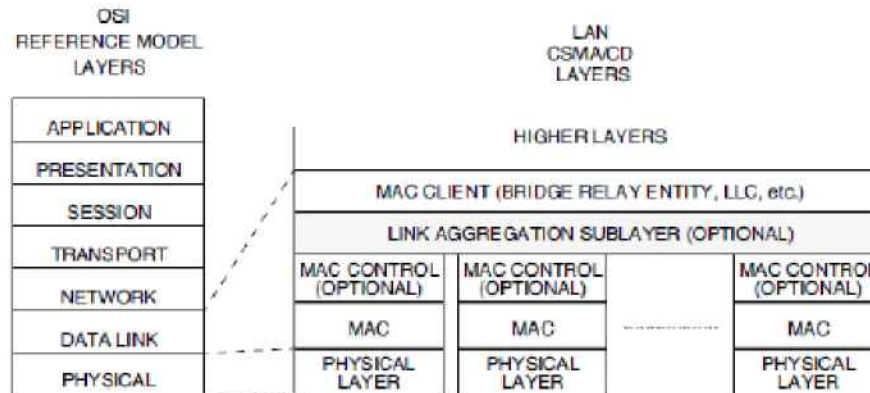 OSI
REFERENCE MODEL
LAYERS
APPLICATION
PRESENTATION
SESSION
TRANSPORT
NETWORK
DATA LINK
PHYSICAL
LAN
CSMA/CD
LAYERS
HIGHER LAYERS
MAC CLIENT (BRIDGE RELAY ENTITY, LLC, etc.)
LINK AGGREGATION SUBLAYER (OPTIONAL)
MAC CONTROL
(OPTIONAL)
MAC
PHYSICAL
LAYER
MAC CONTROL
(OPTIONAL)
MAC
PHYSICAL
LAYER
MAC CONTROL
(OPTIONAL)
MAC
PHYSICAL
LAYER